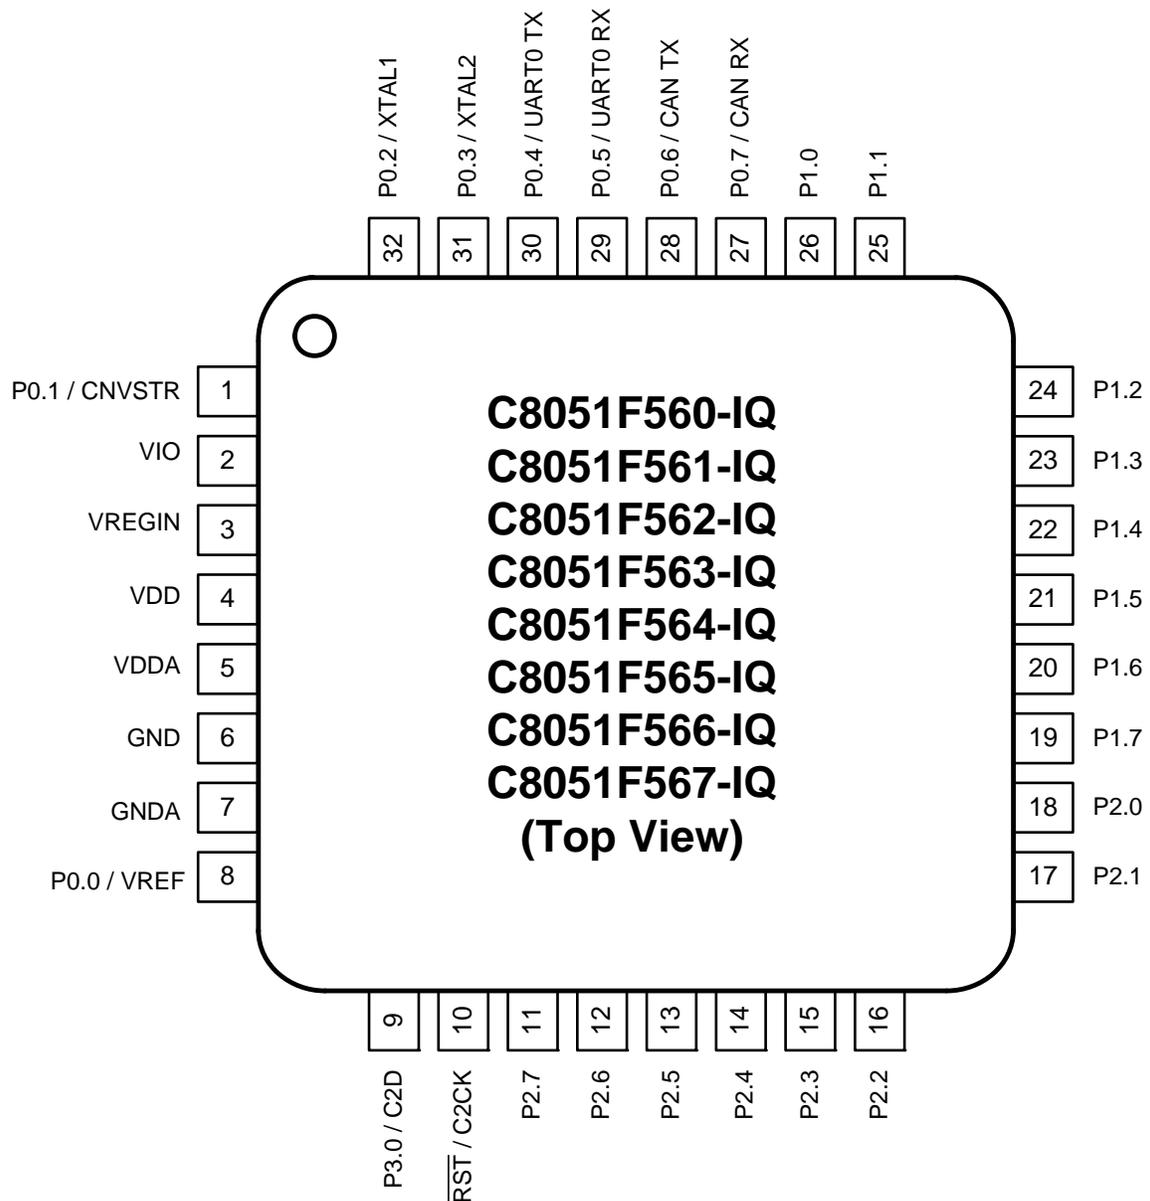 P0.2 / XTAL1
P0.3 / XTAL2
P0.4 / UART0 TX
P0.5 / UART0 RX
P0.6 / CAN TX
P0.7 / CAN RX
P1.0
P1.1
32
31
30
29
28
27
26
25
P0.1 / CNVSTR
1
VIO
2
VREGIN
3
VDD
4
VDDA
5
GND
6
GNDA
7
P0.0 / VREF
8
C8051F560-IQ
C8051F561-IQ
C8051F562-IQ
C8051F563-IQ
C8051F564-IQ
C8051F565-IQ
C8051F566-IQ
C8051F567-IQ
(Top View)
24
P1.2
23
P1.3
22
P1.4
21
P1.5
20
P1.6
19
P1.7
18
P2.0
17
P2.1
9
10
11
12
13
14
15
16
P3.0 / C2D
RST / C2CK
P2.7
P2.6
P2.5
P2.4
P2.3
P2.2